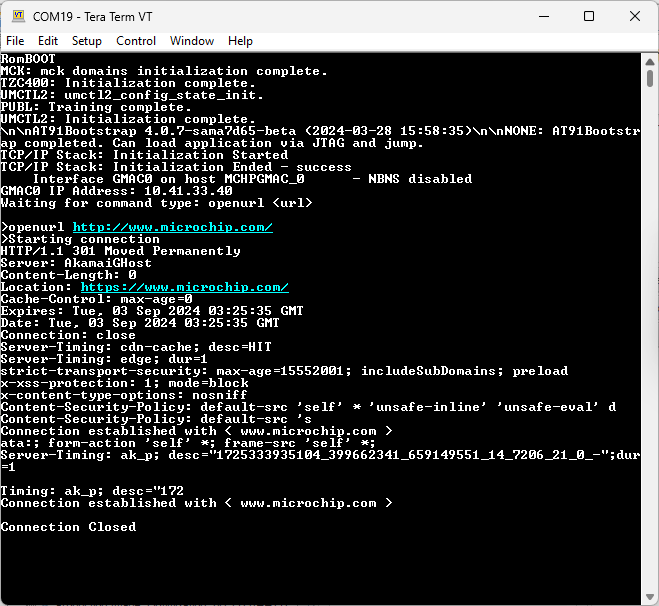 COM19 - Tera Term VT
File Edit Setup Control Window Help
RomBOOT
MCK: mck domains initialization complete.
TZC400: Initialization complete.
UMCTL2: umctl2_config_state_init.
PUBL: Training complete.
UMCTL2: Initialization complete.
\n\nAT91Bootstrap 4.0.7-sama7d65-beta (2024-03-28 15:58:35)\n\nNONE: AT91Bootstr
ap completed. Can load application via JTAG and jump.
TCP/IP Stack: Initialization Started
TCP/IP Stack: Initialization Ended - success
    Interface GMAC0 on host MCHPGMAC_0      - NBNS disabled
GMAC0 IP Address: 10.41.33.40
Waiting for command type: openurl <url>
>openurl http://www.microchip.com/
>Starting connection
HTTP/1.1 301 Moved Permanently
Server: AkamaiGHost
Content-Length: 0
Location: https://www.microchip.com/
Cache-Control: max-age=0
Expires: Tue, 03 Sep 2024 03:25:35 GMT
Date: Tue, 03 Sep 2024 03:25:35 GMT
Connection: close
Server-Timing: cdn-cache; desc=HIT
Server-Timing: edge; dur=1
strict-transport-security: max-age=15552001; includeSubDomains; preload
x-xss-protection: 1; mode=block
x-content-type-options: nosniff
Content-Security-Policy: default-src 'self' * 'unsafe-inline' 'unsafe-eval' d
Content-Security-Policy: default-src 's
Connection established with < www.microchip.com >
ata:; form-action 'self' *; frame-src 'self' *;
Server-Timing: ak_p; desc="1725333935104_399662341_659149551_14_7206_21_0_-";dur
=1
Timing: ak_p; desc="172
Connection established with < www.microchip.com >
Connection Closed